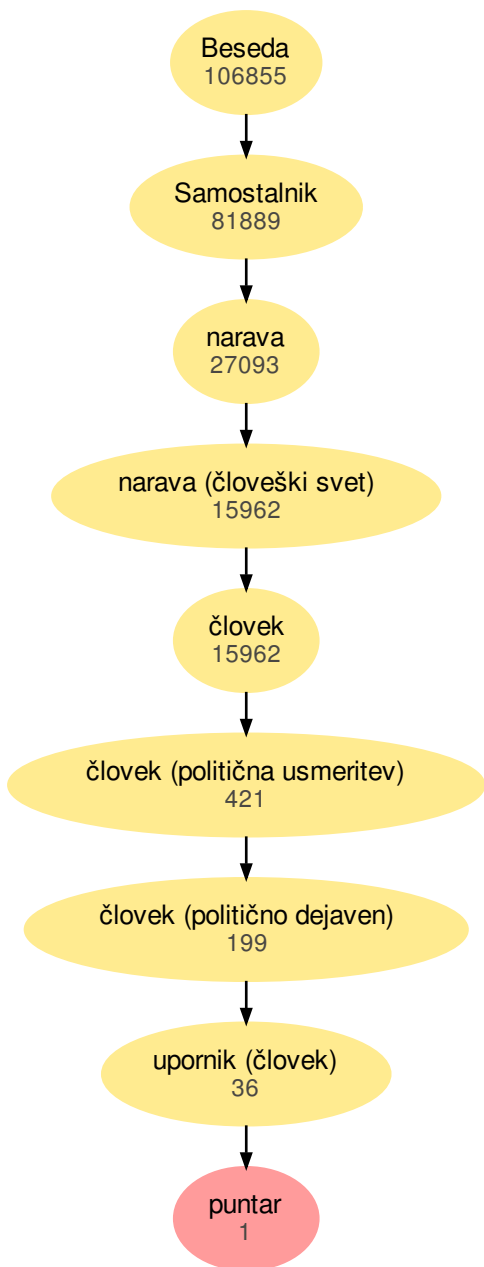 Beseda
106855
Samostalnik
81889
narava
27093
narava (človeški svet)
15962
človek
15962
človek (politična usmeritev)
421
človek (politično dejaven)
199
upornik (človek)
36
puntar
1